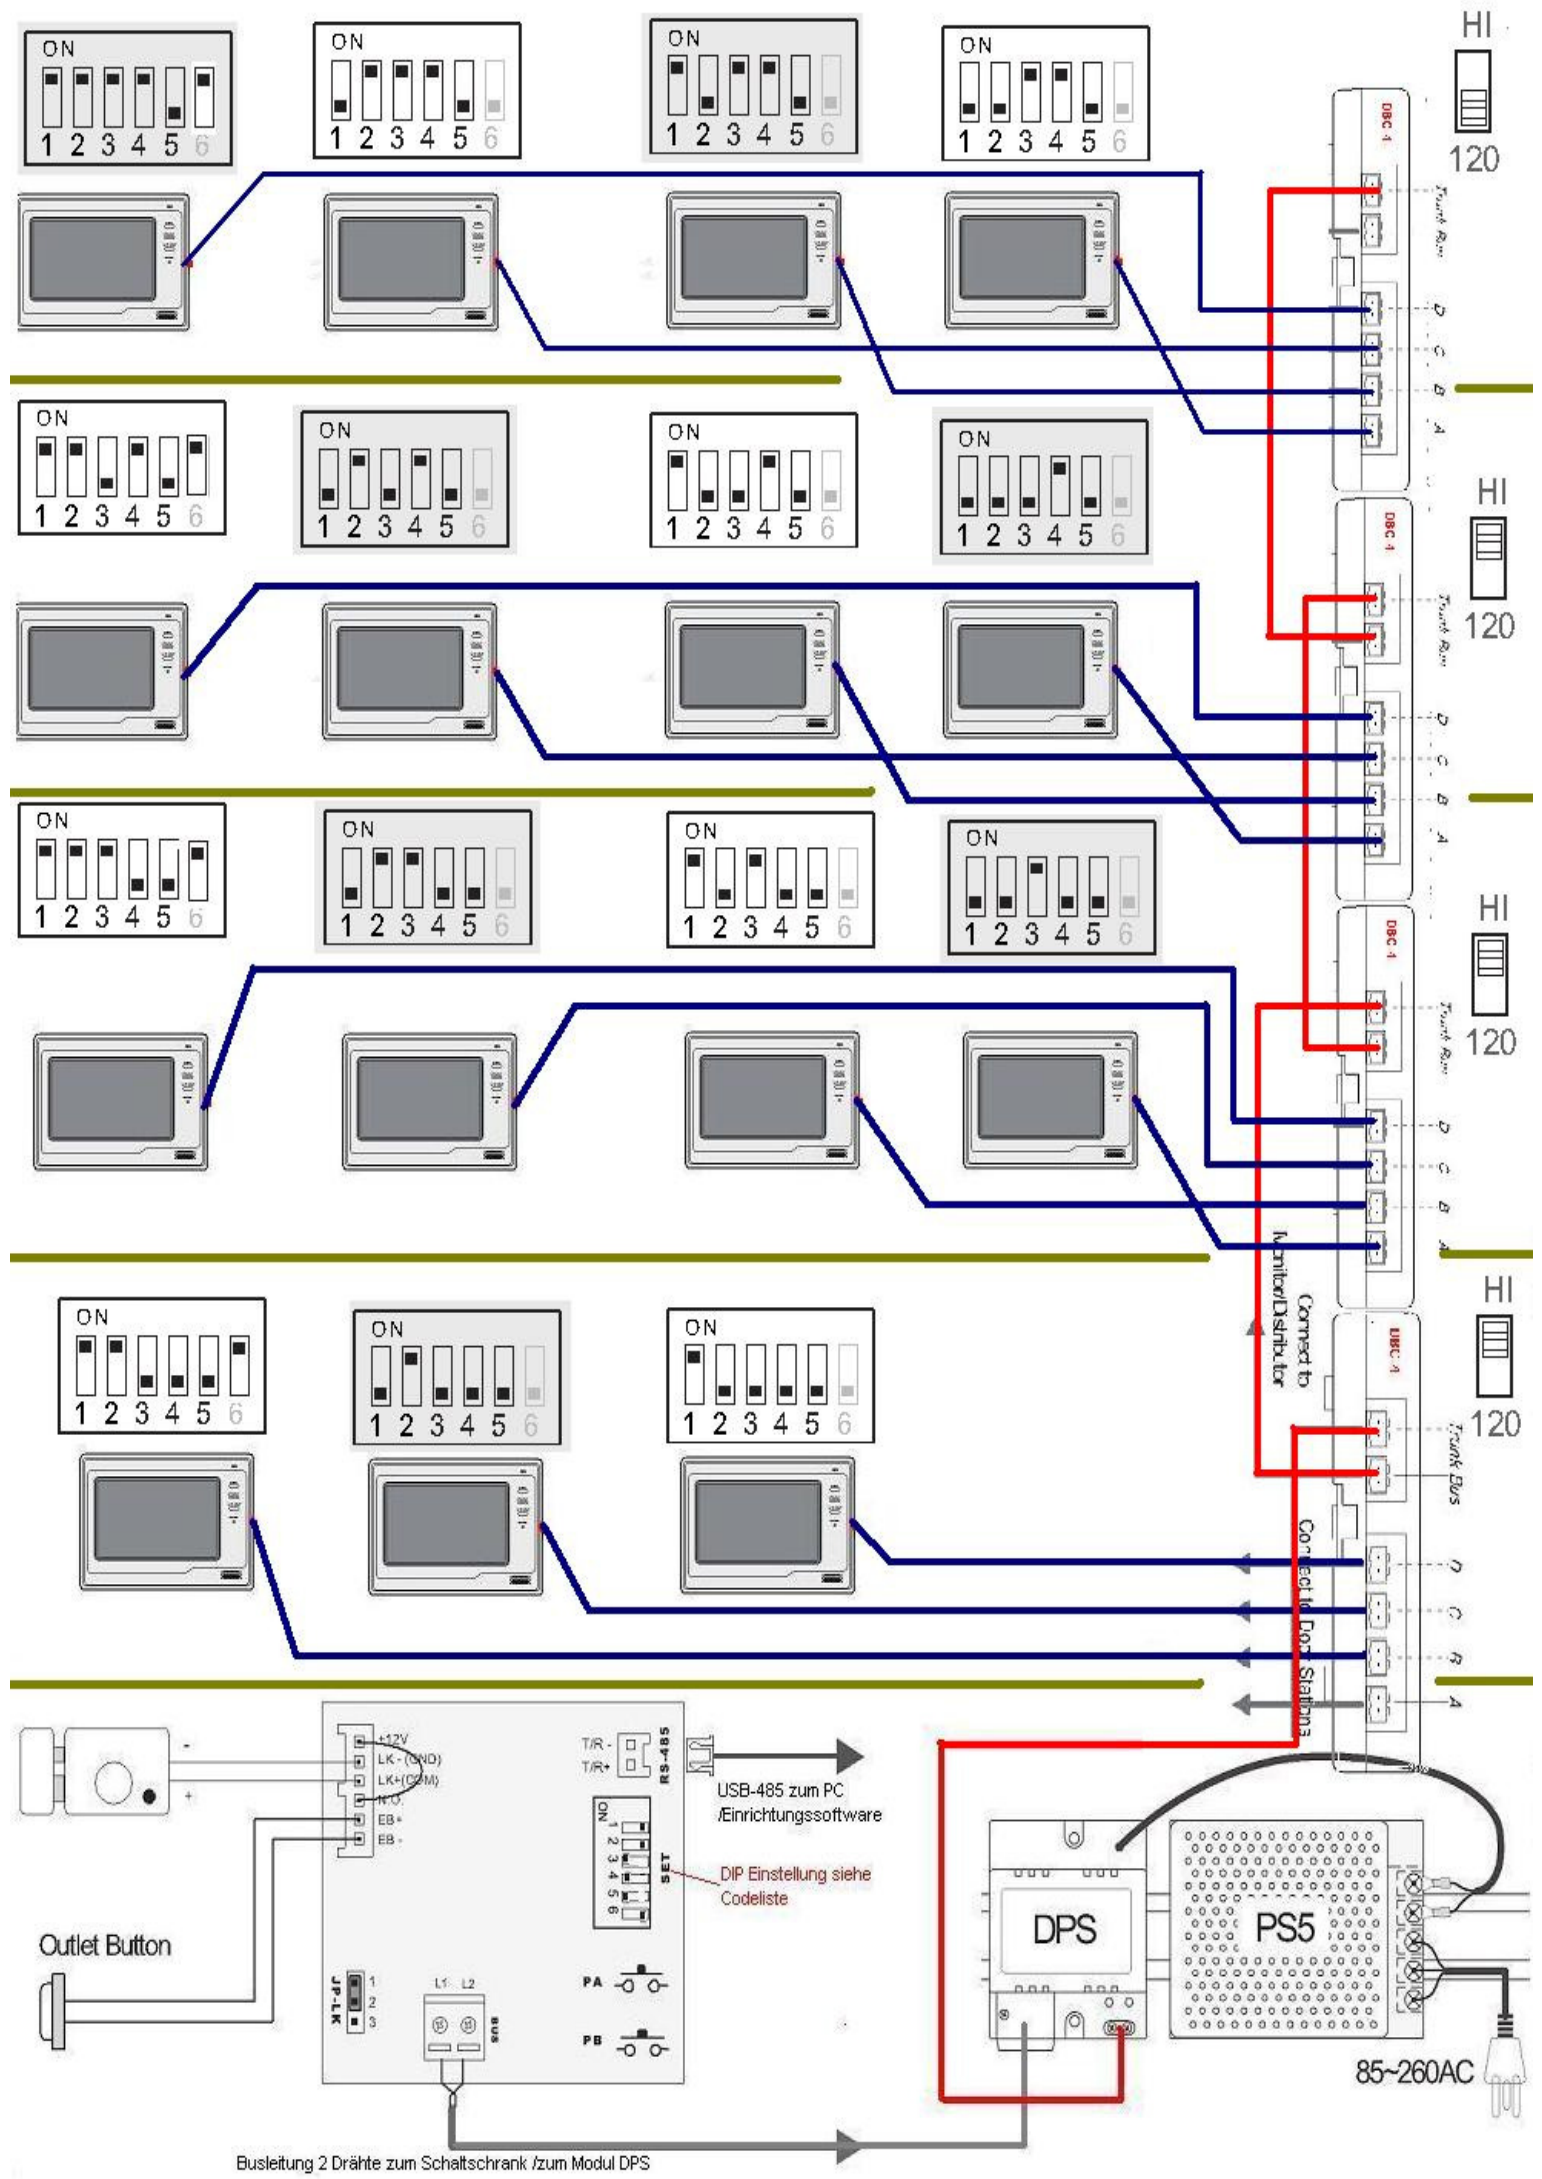 ON
1 2 3 4 5 6
ON
1 2 3 4 5 6
ON
1 2 3 4 5 6
ON
1 2 3 4 5 6
HI
120
DBC 4
D
C
B
A
ON
1 2 3 4 5 6
ON
1 2 3 4 5 6
ON
1 2 3 4 5 6
ON
1 2 3 4 5 6
HI
120
DBC 4
D
C
B
A
ON
1 2 3 4 5 6
ON
1 2 3 4 5 6
ON
1 2 3 4 5 6
ON
1 2 3 4 5 6
HI
120
DBC 4
D
C
B
A
Connect to
Monitor/Distributor
ON
1 2 3 4 5 6
ON
1 2 3 4 5 6
ON
1 2 3 4 5 6
HI
120
DBC 4
Trunk Bus
D
C
B
A
Connect to Door Stations
-
+
+12V
LK-(GND)
LK+(COM)
N.O.
EB+
EB-
T/R -
T/R+
RS-485
USB-485 zum PC
/Einrichtungssoftware
ON
1 2 3 4 5 6
SET
DIP Einstellung siehe
Codeliste
Outlet Button
JP-LK
1
2
3
L1 L2
BUS
PA
PB
DPS
PS5
85~260AC
Busleitung 2 Drähte zum Schaltschrank /zum Modul DPS